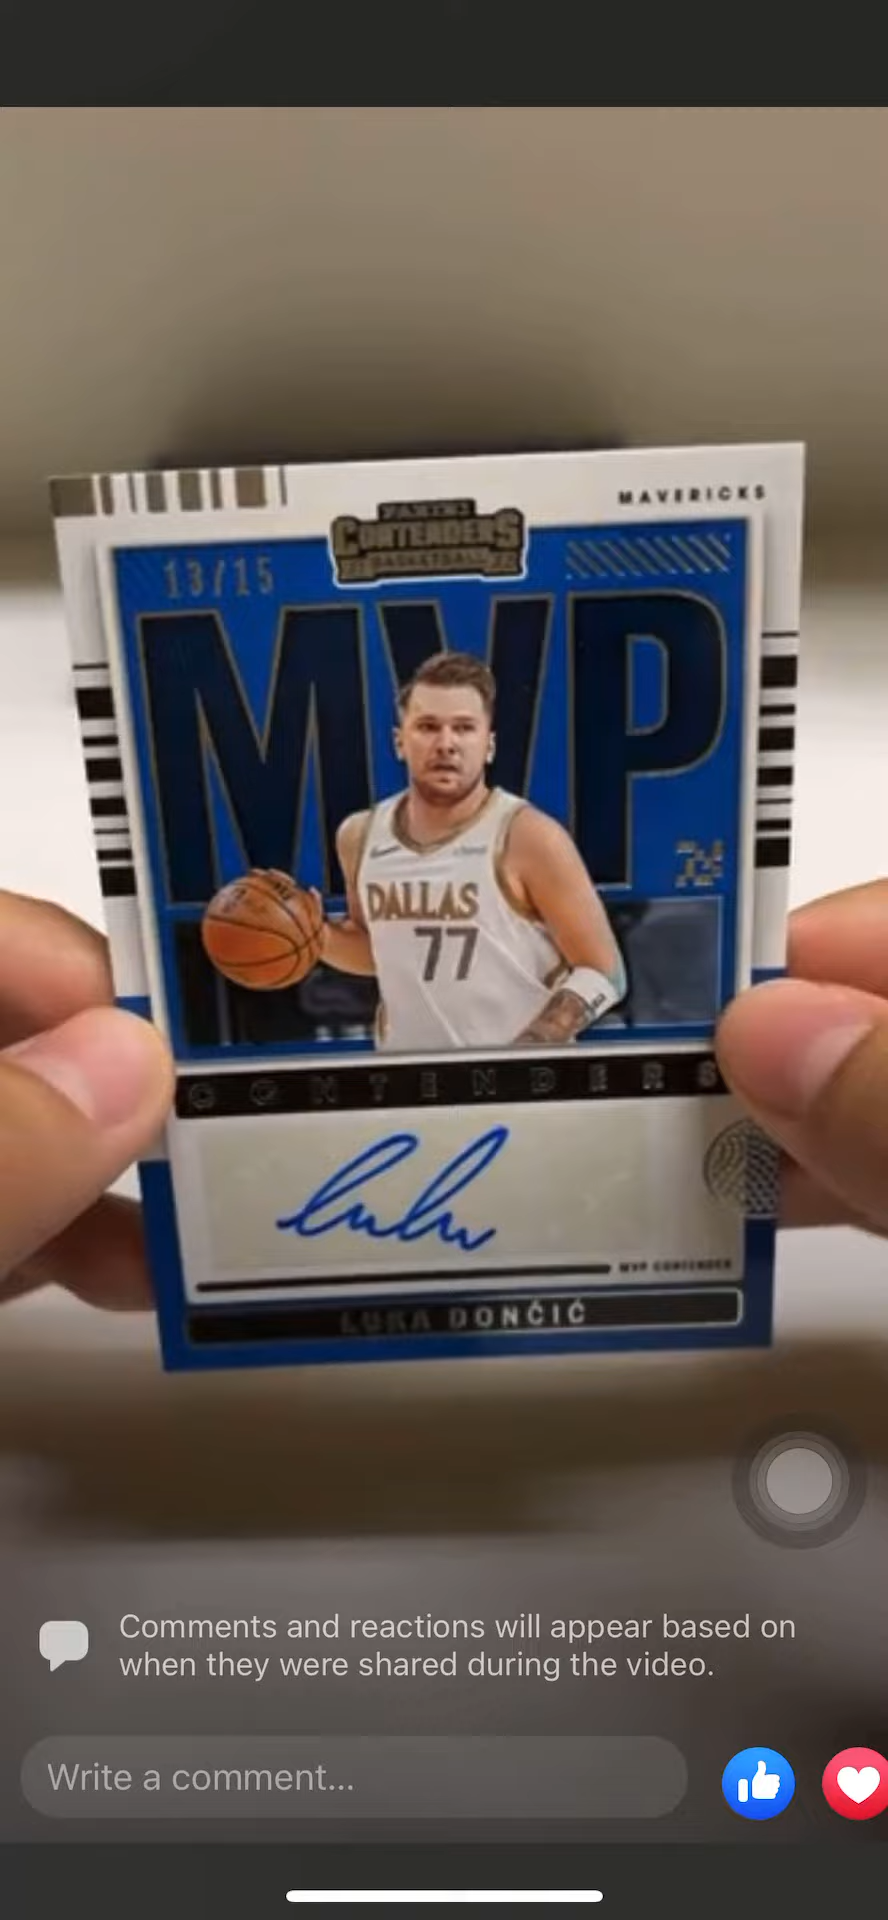 MAVERICKS
PANINI
CONTENDERS
BASKETBALL
13/15
MVP
DALLAS
77
CONTENDERS
MVP CONTENDER
LUKA DONČIĆ
Comments and reactions will appear based on
when they were shared during the video.
Write a comment...